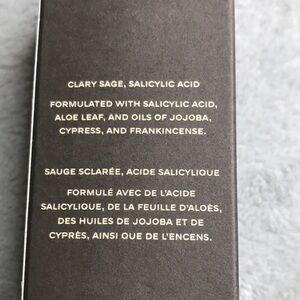 CLARY SAGE, SALICYLIC ACID
FORMULATED WITH SALICYLIC ACID,
ALOE LEAF, AND OILS OF JOJOBA,
CYPRESS, AND FRANKINCENSE.
SAUGE SCLARÉE, ACIDE SALICYLIQUE
FORMULÉ AVEC DE L'ACIDE
SALICYLIQUE, DE LA FEUILLE D'ALOÈS,
DES HUILES DE JOJOBA ET DE
CYPRÈS, AINSI QUE DE L'ENCENS.